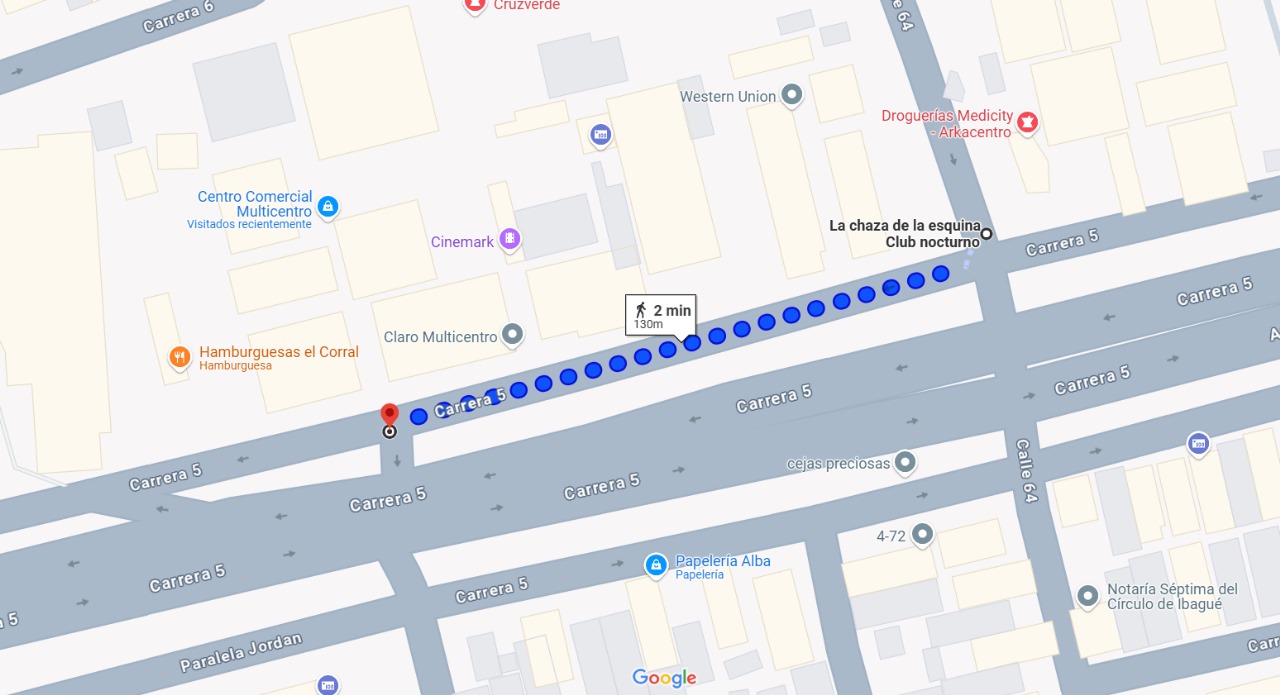 Carrera 6
Cruzverde
e 64
Western Union
Droguerías Medicity
- Arkacentro
Centro Comercial
Multicentro
Visitados recientemente
Cinemark
La chaza de la esquina
Club nocturno
Carrera 5
Carrera 5
2 min
130m
Claro Multicentro
Hamburguesas el Corral
Hamburguesa
Carrera 5
Carrera 5
Carrera 5
A
Carrera 5
cejas preciosas
Calle 64
Carrera 5
Carrera 5
4-72
Papelería Alba
Papelería
Carrera 5
Carrera 5
Notaría Séptima del
Círculo de Ibagué
a 5
Paralela Jordan
Carr
Google